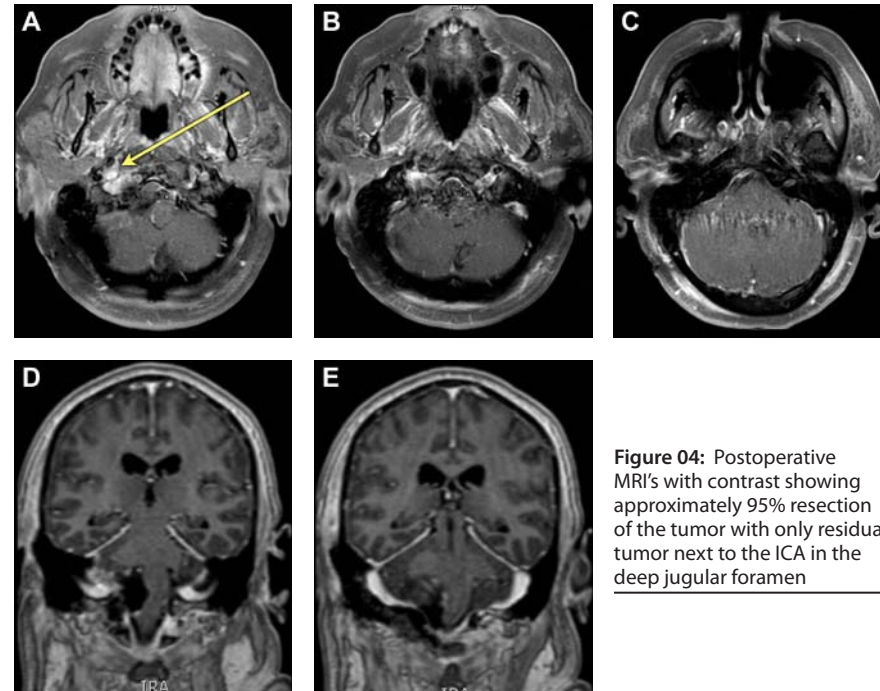 A
B
C
D
E
IRA
Figure 04: Postoperative
MRI's with contrast showing
approximately 95% resection
of the tumor with only residual
tumor next to the ICA in the
deep jugular foramen